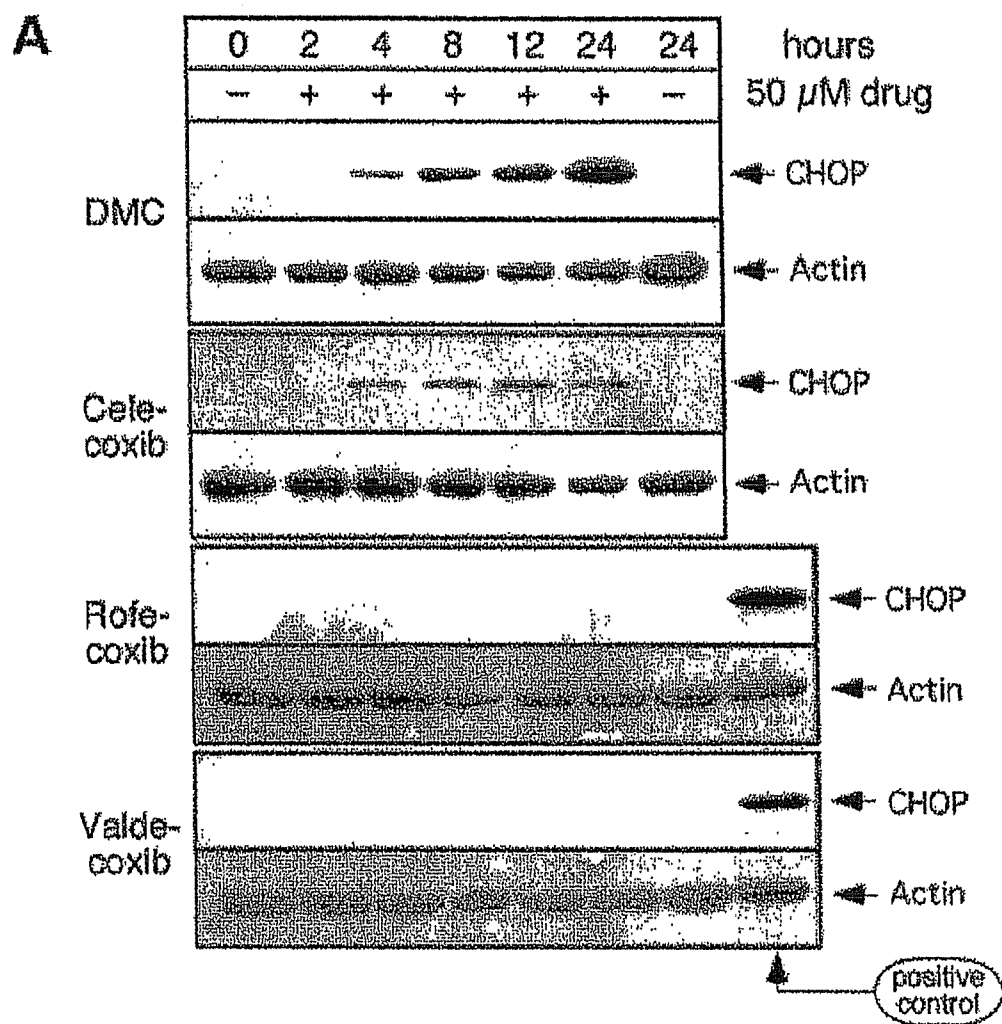 A
0 2 4 8 12 24 24 hours
− + + + + + − 50 µM drug
CHOP
DMC
Actin
CHOP
Cele-
coxib
Actin
CHOP
Rofe-
coxib
Actin
CHOP
Valde-
coxib
Actin
positive
control